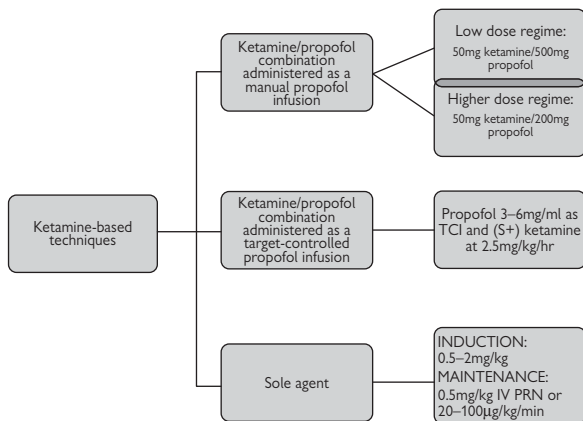 Ketamine-based
techniques
Ketamine/propofol
combination
administered as a
manual propofol
infusion
Low dose regime:
50mg ketamine/500mg
propofol
Higher dose regime:
50mg ketamine/200mg
propofol
Ketamine/propofol
combination
administered as a
target-controlled
propofol infusion
Propofol 3–6mg/ml as
TCI and (S+) ketamine
at 2.5mg/kg/hr
Sole agent
INDUCTION:
0.5–2mg/kg
MAINTENANCE:
0.5mg/kg IV PRN or
20–100μg/kg/min